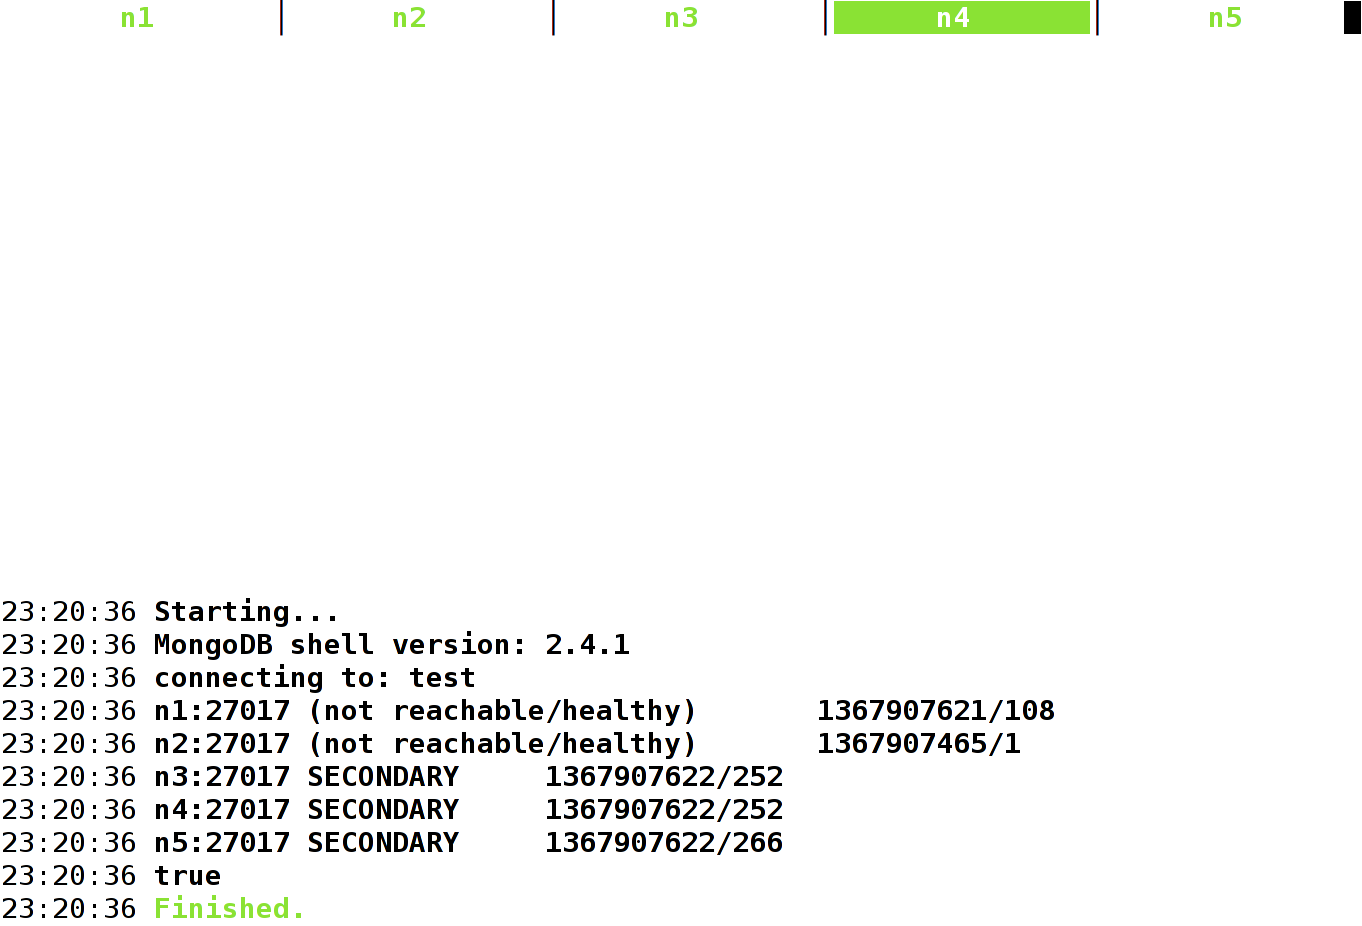 n1 | n2 | n3 | n4 | n5
23:20:36 Starting...
23:20:36 MongoDB shell version: 2.4.1
23:20:36 connecting to: test
23:20:36 n1:27017 (not reachable/healthy) 1367907621/108
23:20:36 n2:27017 (not reachable/healthy) 1367907465/1
23:20:36 n3:27017 SECONDARY 1367907622/252
23:20:36 n4:27017 SECONDARY 1367907622/252
23:20:36 n5:27017 SECONDARY 1367907622/266
23:20:36 true
23:20:36 Finished.